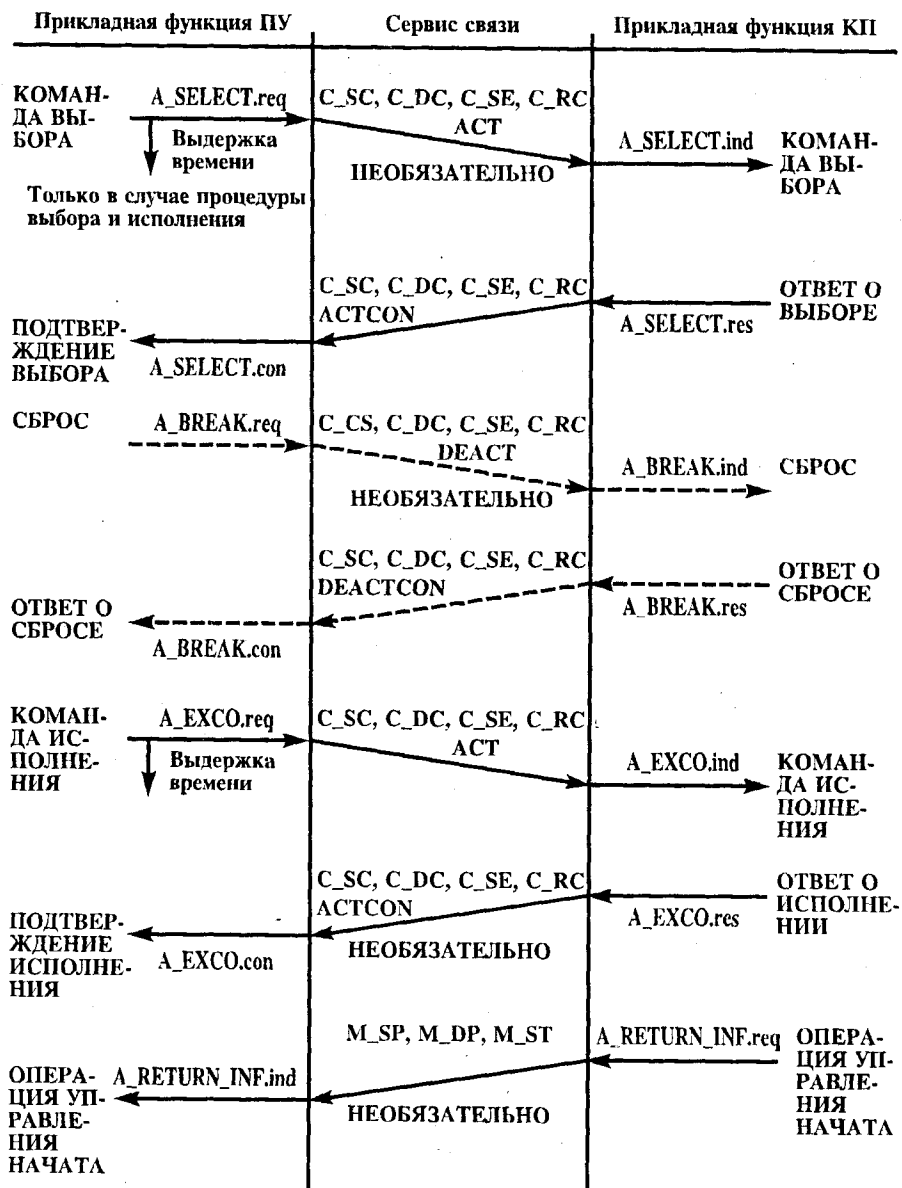 Прикладная функция ПУ
Сервис связи
Прикладная функция КП
КОМАН-
ДА ВЫ-
БОРА
A_SELECT.req
Выдержка
времени
Только в случае процедуры
выбора и исполнения
C_SC, C_DC, C_SE, C_RC
ACT
НЕОБЯЗАТЕЛЬНО
A_SELECT.ind
КОМАН-
ДА ВЫ-
БОРА
C_SC, C_DC, C_SE, C_RC
ACTCON
A_SELECT.res
ОТВЕТ О
ВЫБОРЕ
ПОДТВЕР-
ЖДЕНИЕ
ВЫБОРА
A_SELECT.con
СБРОС
A_BREAK.req
C_CS, C_DC, C_SE, C_RC
DEACT
НЕОБЯЗАТЕЛЬНО
A_BREAK.ind
СБРОС
C_SC, C_DC, C_SE, C_RC
DEACTCON
A_BREAK.res
ОТВЕТ О
СБРОСЕ
ОТВЕТ О
СБРОСЕ
A_BREAK.con
КОМАН-
ДА ИС-
ПОЛНЕ-
НИЯ
A_EXCO.req
Выдержка
времени
C_SC, C_DC, C_SE, C_RC
ACT
A_EXCO.ind
КОМАН-
ДА ИС-
ПОЛНЕ-
НИЯ
C_SC, C_DC, C_SE, C_RC
ACTCON
НЕОБЯЗАТЕЛЬНО
A_EXCO.res
ОТВЕТ О
ИСПОЛНЕ-
НИИ
ПОДТВЕР-
ЖДЕНИЕ
ИСПОЛНЕ-
НИЯ
A_EXCO.con
M_SP, M_DP, M_ST
НЕОБЯЗАТЕЛЬНО
A_RETURN_INF.req
ОПЕРА-
ЦИЯ УП-
РАВЛЕ-
НИЯ
НАЧАТА
ОПЕРА-
ЦИЯ УП-
РАВЛЕ-
НИЯ
НАЧАТА
A_RETURN_INF.ind